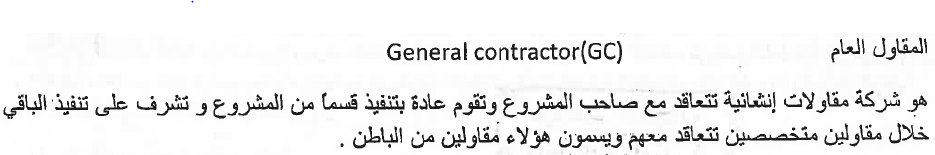 المقاول العام General contractor(GC)
هو شركة مقاولات إنشائية تتعاقد مع صاحب المشروع وتقوم عادة بتنفيذ قسماً من المشروع و تشرف على تنفيذ الباقي
خلال مقاولين متخصصين تتعاقد معهم ويسمون هؤلاء مقاولين من الباطن .